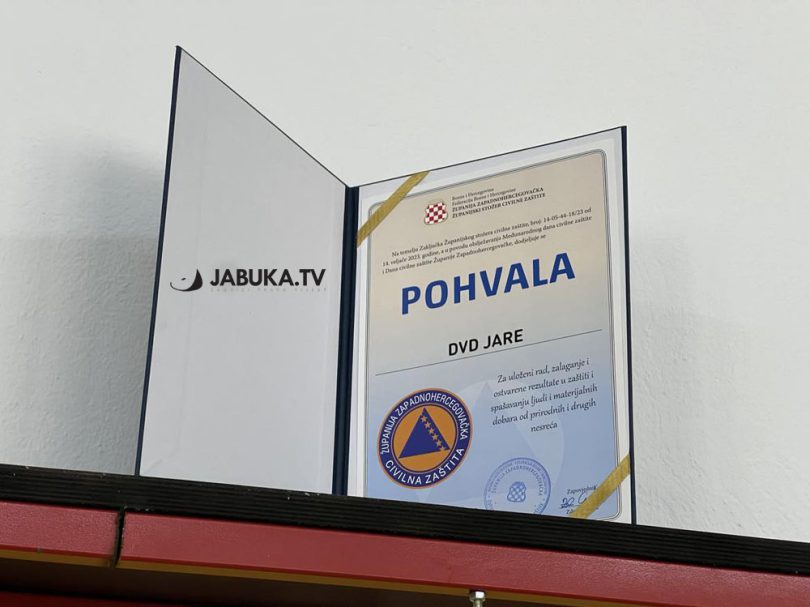 JABUKA.TV
Bosna i Hercegovina
Federacija Bosne i Hercegovine
ŽUPANIJA ZAPADNOHERCEGOVAČKA
ŽUPANIJSKI STOŽER CIVILNE ZAŠTITE
Na temelju Zaključka Županijskog stožera civilne zaštite, broj: 14-05-44-18/23 od
14. veljače 2023. godine, a u povodu obilježavanja Međunarodnog dana civilne zaštite
i Dana civilne zaštite Županije Zapadnohercegovačke, dodjeljuje se
POHVALA
DVD JARE
Za uloženi rad, zalaganje i
ostvarene rezultate u zaštiti i
spašavanju ljudi i materijalnih
dobara od prirodnih i drugih
nesreća
ŽUPANIJA ZAPADNOHERCEGOVAČKA
CIVILNA ZAŠTITA
Zapovjednik